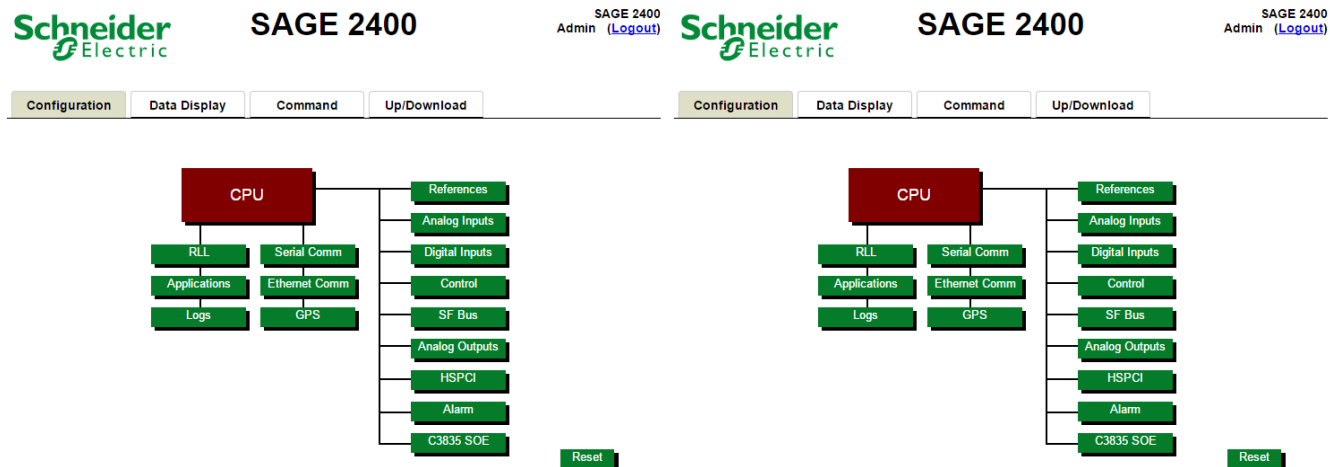 Schneider Electric
SAGE 2400
SAGE 2400
Admin (Logout)
Configuration
Data Display
Command
Up/Download
CPU
RLL
Applications
Logs
Serial Comm
Ethernet Comm
GPS
References
Analog Inputs
Digital Inputs
Control
SF Bus
Analog Outputs
HSPCI
Alarm
C3835 SOE
Reset
Schneider Electric
SAGE 2400
SAGE 2400
Admin (Logout)
Configuration
Data Display
Command
Up/Download
CPU
RLL
Applications
Logs
Serial Comm
Ethernet Comm
GPS
References
Analog Inputs
Digital Inputs
Control
SF Bus
Analog Outputs
HSPCI
Alarm
C3835 SOE
Reset